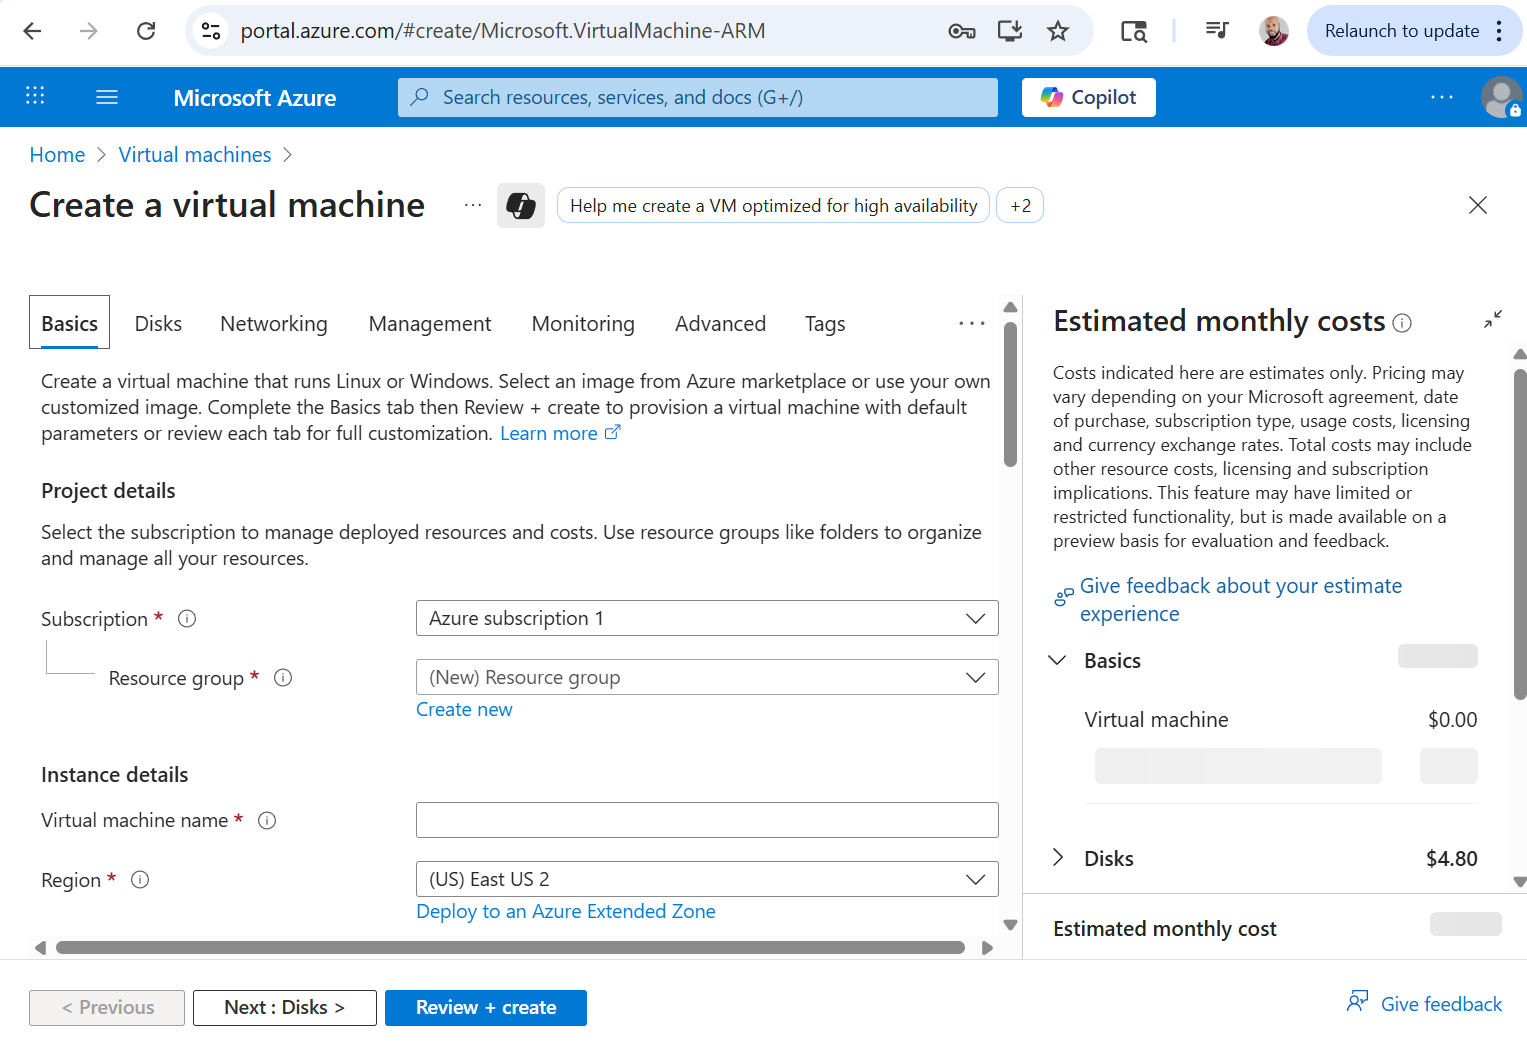 portal.azure.com/#create/Microsoft.VirtualMachine-ARM
Relaunch to update
Microsoft Azure
Search resources, services, and docs (G+/)
Copilot
Home > Virtual machines >
Create a virtual machine
Help me create a VM optimized for high availability
+2
Basics
Disks
Networking
Management
Monitoring
Advanced
Tags
Create a virtual machine that runs Linux or Windows. Select an image from Azure marketplace or use your own
customized image. Complete the Basics tab then Review + create to provision a virtual machine with default
parameters or review each tab for full customization. Learn more
Project details
Select the subscription to manage deployed resources and costs. Use resource groups like folders to organize
and manage all your resources.
Subscription *
Azure subscription 1
Resource group *
(New) Resource group
Create new
Instance details
Virtual machine name *
Region *
(US) East US 2
Deploy to an Azure Extended Zone
< Previous
Next : Disks >
Review + create
Estimated monthly costs
Costs indicated here are estimates only. Pricing may
vary depending on your Microsoft agreement, date
of purchase, subscription type, usage costs, licensing
and currency exchange rates. Total costs may include
other resource costs, licensing and subscription
implications. This feature may have limited or
restricted functionality, but is made available on a
preview basis for evaluation and feedback.
Give feedback about your estimate
experience
Basics
Virtual machine
$0.00
Disks
$4.80
Estimated monthly cost
Give feedback